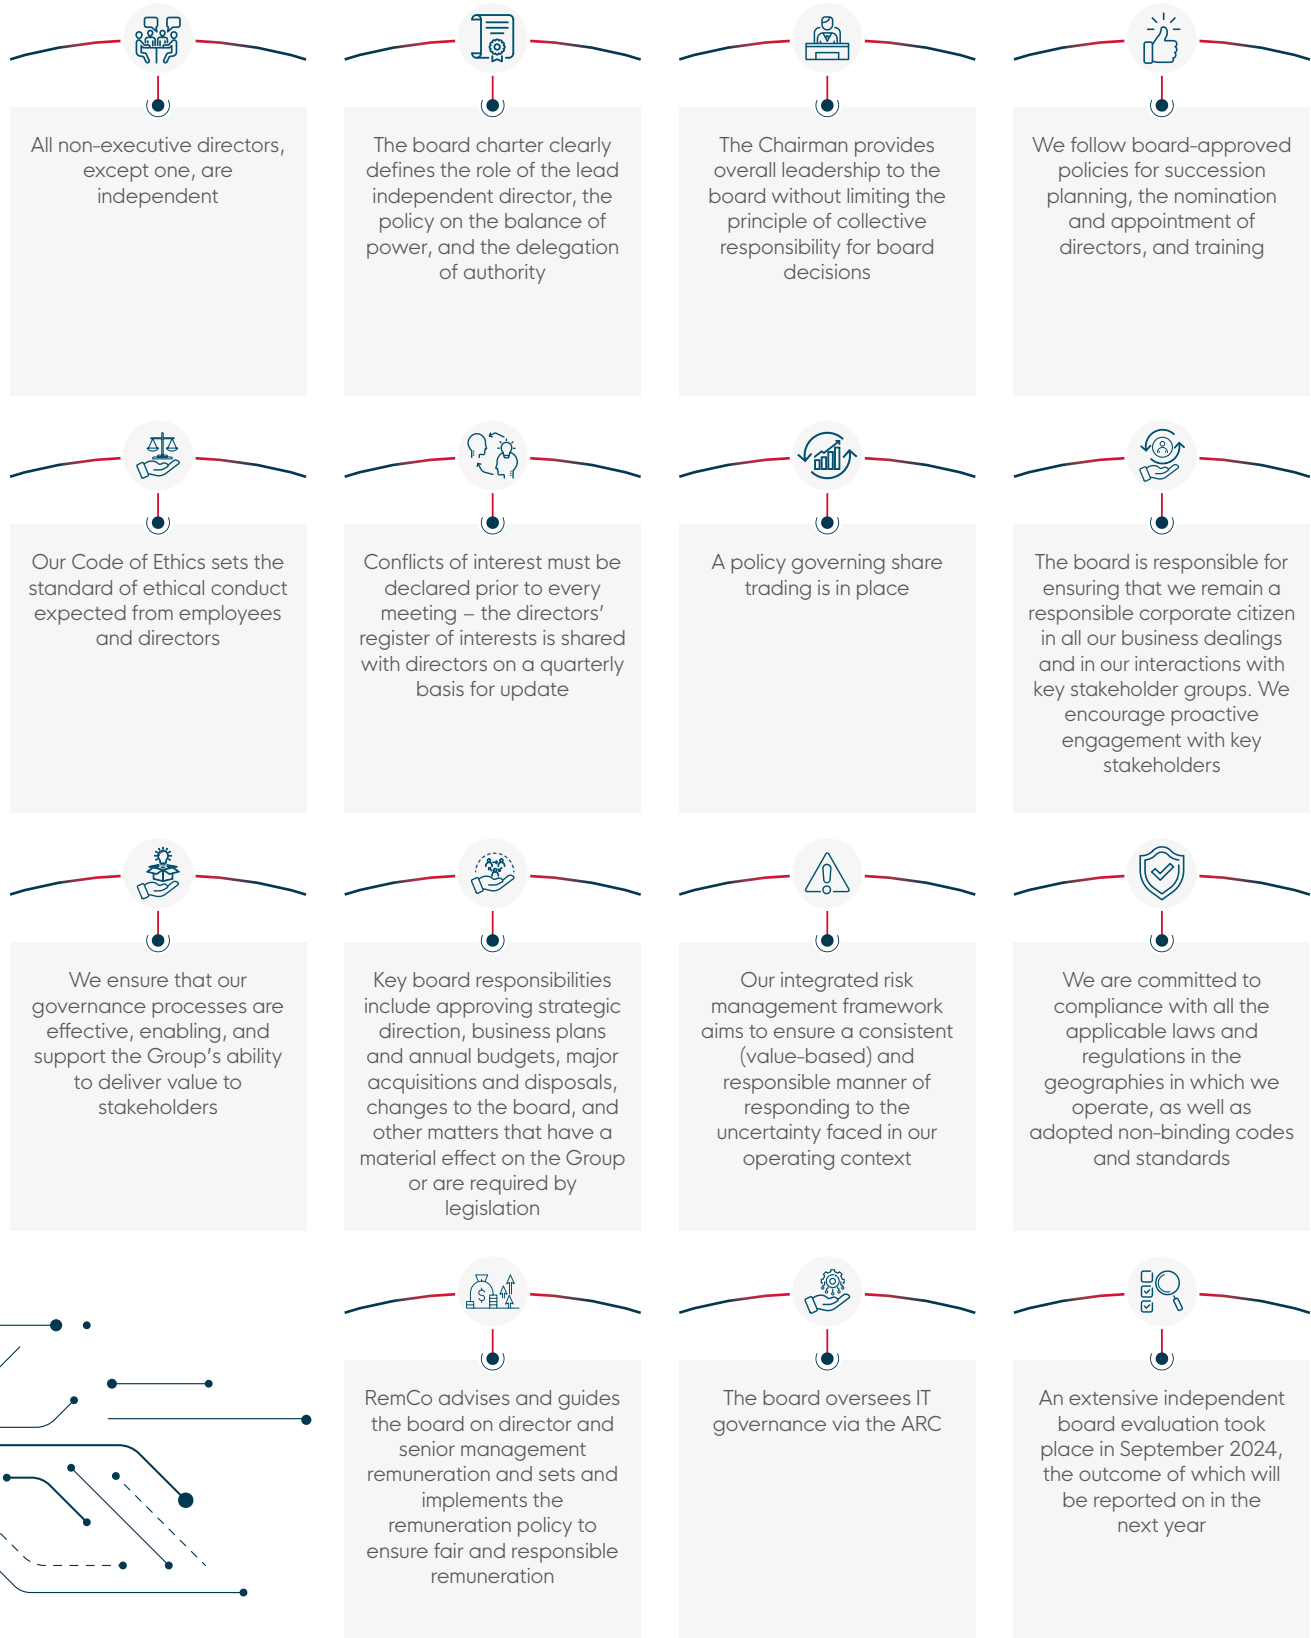 All non-executive directors,
except one, are
independent
The board charter clearly
defines the role of the lead
independent director, the
policy on the balance of
power, and the delegation
of authority
The Chairman provides
overall leadership to the
board without limiting the
principle of collective
responsibility for board
decisions
We follow board-approved
policies for succession
planning, the nomination
and appointment of
directors, and training
Our Code of Ethics sets the
standard of ethical conduct
expected from employees
and directors
Conflicts of interest must be
declared prior to every
meeting – the directors’
register of interests is shared
with directors on a quarterly
basis for update
A policy governing share
trading is in place
The board is responsible for
ensuring that we remain a
responsible corporate citizen
in all our business dealings
and in our interactions with
key stakeholder groups. We
encourage proactive
engagement with key
stakeholders
We ensure that our
governance processes are
effective, enabling, and
support the Group’s ability
to deliver value to
stakeholders
Key board responsibilities
include approving strategic
direction, business plans
and annual budgets, major
acquisitions and disposals,
changes to the board, and
other matters that have a
material effect on the Group
or are required by
legislation
Our integrated risk
management framework
aims to ensure a consistent
(value-based) and
responsible manner of
responding to the
uncertainty faced in our
operating context
We are committed to
compliance with all the
applicable laws and
regulations in the
geographies in which we
operate, as well as
adopted non-binding codes
and standards
RemCo advises and guides
the board on director and
senior management
remuneration and sets and
implements the
remuneration policy to
ensure fair and responsible
remuneration
The board oversees IT
governance via the ARC
An extensive independent
board evaluation took
place in September 2024,
the outcome of which will
be reported on in the
next year